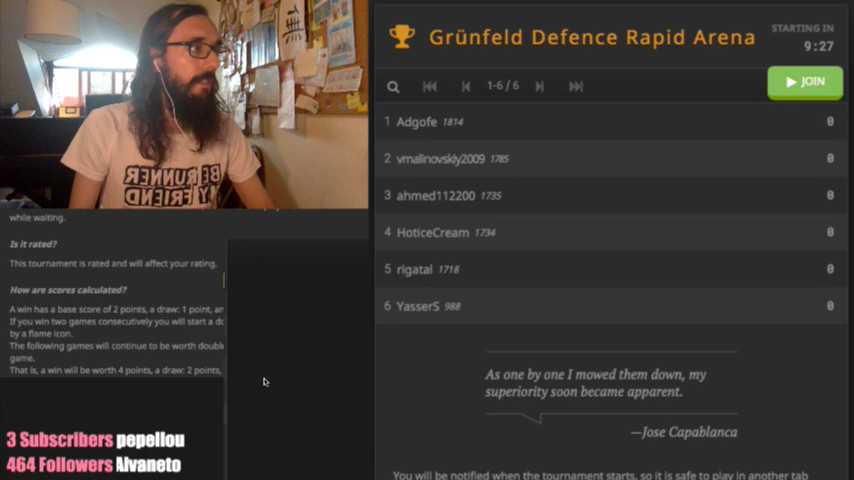 Grünfeld Defence Rapid Arena
STARTING IN
9:27
1-6 / 6
JOIN
1 Adgofe 1814 0
2 vmalinovskiy2009 1785 0
3 ahmed112200 1735 0
4 HoticeCream 1734 0
5 rigatal 1718 0
6 YasserS 988 0
As one by one I mowed them down, my
superiority soon became apparent.
—Jose Capablanca
You will be notified when the tournament starts, so it is safe to play in another tab
BE RUNNER
MY FRIEND
while waiting.
Is it rated?
This tournament is rated and will affect your rating.
How are scores calculated?
A win has a base score of 2 points, a draw: 1 point, an
If you win two games consecutively you will start a do
by a flame icon.
The following games will continue to be worth double
game.
That is, a win will be worth 4 points, a draw: 2 points,
3 Subscribers pepellou
464 Followers Alvaneto